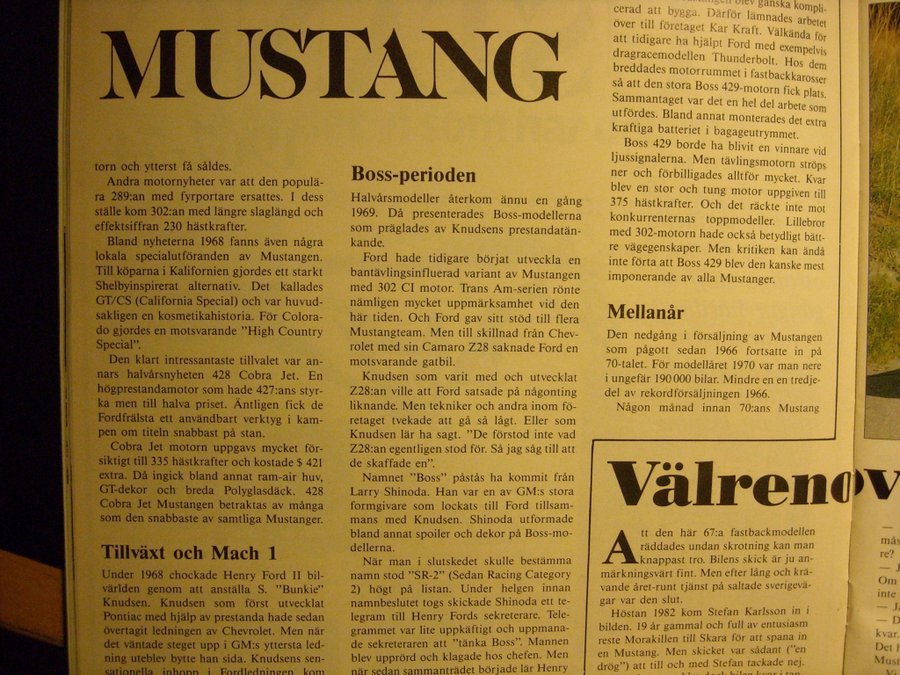 MUSTANG
torn och ytterst få såldes.
Andra motornyheter var att den populä-
ra 289:an med fyrportare ersattes. I dess
ställe kom 302:an med längre slaglängd och
effektsiffran 230 hästkrafter.
Bland nyheterna 1968 fanns även några
lokala specialutföranden av Mustangen.
Till köparna i Kalifornien gjordes ett starkt
Shelbyinspirerat alternativ. Det kallades
GT/CS (California Special) och var huvud-
sakligen en kosmetikahistoria. För Colora-
do gjordes en motsvarande "High Country
Special".
Den klart intressantaste tillvalet var an-
nars halvårsnyheten 428 Cobra Jet. En
högprestandamotor som hade 427:ans styr-
ka men till halva priset. Äntligen fick de
Fordfrälsta ett användbart verktyg i kam-
pen om titeln snabbast på stan.
Cobra Jet motorn uppgavs mycket för-
siktigt till 335 hästkrafter och kostade $ 421
extra. Då ingick bland annat ram-air huv,
GT-dekor och breda Polyglasdäck. 428
Cobra Jet Mustangen betraktas av många
som den snabbaste av samtliga Mustanger.
Tillväxt och Mach 1
Under 1968 chockade Henry Ford II bil-
världen genom att anställa S. "Bunkie"
Knudsen. Knudsen som först utvecklat
Pontiac med hjälp av prestanda hade sedan
övertagit ledningen av Chevrolet. Men när
det väntade steget upp i GM:s yttersta led-
ning uteblev bytte han sida. Knudsens sen-
sationella inhopp i Fordledningen kom
Boss-perioden
Halvårsmodeller återkom ännu en gång
1969. Då presenterades Boss-modellerna
som präglades av Knudsens prestandatän-
kande.
Ford hade tidigare börjat utveckla en
bantävlingsinfluerad variant av Mustangen
med 302 CI motor. Trans Am-serien rönte
nämligen mycket uppmärksamhet vid den
här tiden. Och Ford gav sitt stöd till flera
Mustangteam. Men till skillnad från Chev-
rolet med sin Camaro Z28 saknade Ford en
motsvarande gatbil.
Knudsen som varit med och utvecklat
Z28:an ville att Ford satsade på någonting
liknande. Men tekniker och andra inom fö-
retaget tvekade att gå så lågt. Eller som
Knudsen lär ha sagt. "De förstod inte vad
Z28:an egentligen stod för. Så jag såg till att
de skaffade en".
Namnet "Boss" påstås ha kommit från
Larry Shinoda. Han var en av GM:s stora
formgivare som lockats till Ford tillsam-
mans med Knudsen. Shinoda utformade
bland annat spoiler och dekor på Boss-mo-
dellerna.
När man i slutskedet skulle bestämma
namn stod "SR-2" (Sedan Racing Category
2) högt på listan. Under helgen innan
namnbeslutet togs skickade Shinoda ett te-
legram till Henry Fords sekreterare. Tele-
grammet var lite uppkäftigt och uppmana-
de sekreteraren att "tänka Boss". Mannen
blev upprörd och klagade hos chefen. Men
när sedan sammanträdet började lär Henry
blev ganska kompli-
cerad att bygga. Därför lämnades arbetet
över till företaget Kar Kraft. Välkända för
att tidigare ha hjälpt Ford med exempelvis
dragracemodellen Thunderbolt. Hos dem
breddades motorrummet i fastbackkarosser
så att den stora Boss 429-motorn fick plats.
Sammantaget var det en hel del arbete som
utfördes. Bland annat monterades det extra
kraftiga batteriet i bagageutrymmet.
Boss 429 borde ha blivit en vinnare vid
ljussignalerna. Men tävlingsmotorn ströps
ner och förbilligades alltför mycket. Kvar
blev en stor och tung motor uppgiven till
375 hästkrafter. Och det räckte inte mot
konkurrenternas toppmodeller. Lillebror
med 302-motorn hade också betydligt bätt-
re vägegenskaper. Men kritiken kan ändå
inte förta att Boss 429 blev den kanske mest
imponerande av alla Mustanger.
Mellanår
Den nedgång i försäljning av Mustangen
som pågott sedan 1966 fortsatte in på
70-talet. För modellåret 1970 var man nere
i ungefär 190 000 bilar. Mindre en en tredje-
del av rekordförsäljningen 1966.
Någon månad innan 70:ans Mustang
Välrenov
Att den här 67:a fastbackmodellen
räddades undan skrotning kan man
knappast tro. Bilens skick är ju an-
märkningsvärt fint. Men efter lång och krä-
vande året-runt tjänst på saltade sverigevä-
gar var den slut.
Hösten 1982 kom Stefan Karlsson in i
bilden. 19 år gammal och full av entusiasm
reste Morakillen till Skara för att spana in
en Mustang. Men skicket var sådant ("en
drög") att till och med Stefan tackade nej.
mås
re?
Om
inte
kvar.
Det h
Must